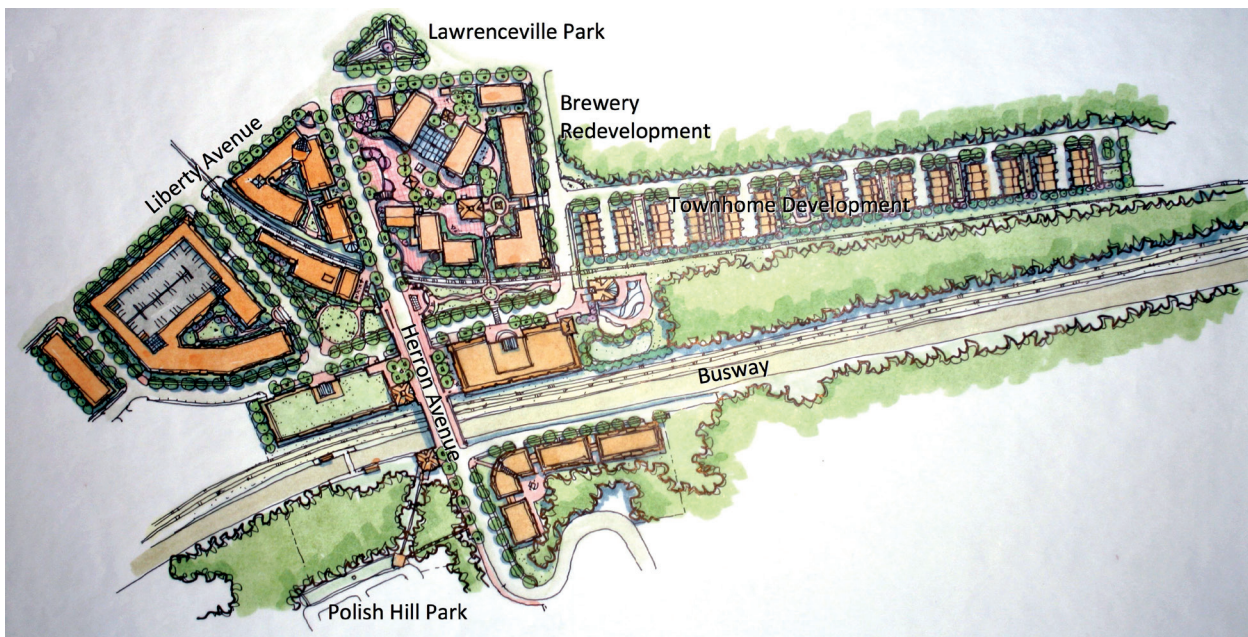 Lawrenceville Park
Brewery
Redevelopment
Liberty Avenue
Townhome Development
Herron Avenue
Busway
Polish Hill Park